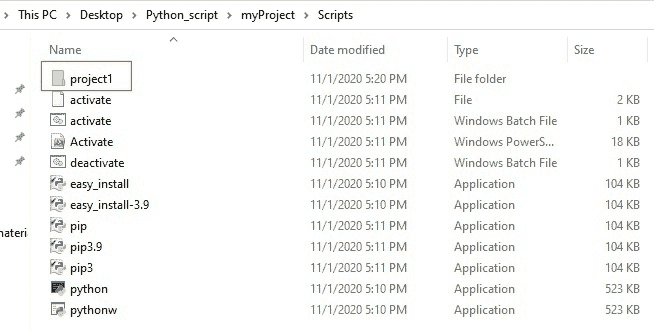 This PC > Desktop > Python_script > myProject > Scripts
Name Date modified Type Size
project1 11/1/2020 5:20 PM File folder
activate 11/1/2020 5:11 PM File 2 KB
activate 11/1/2020 5:11 PM Windows Batch File 1 KB
Activate 11/1/2020 5:11 PM Windows PowerS... 18 KB
deactivate 11/1/2020 5:11 PM Windows Batch File 1 KB
easy_install 11/1/2020 5:10 PM Application 104 KB
easy_install-3.9 11/1/2020 5:10 PM Application 104 KB
pip 11/1/2020 5:11 PM Application 104 KB
materi
pip3.9 11/1/2020 5:11 PM Application 104 KB
pip3 11/1/2020 5:11 PM Application 104 KB
python 11/1/2020 5:10 PM Application 523 KB
pythonw 11/1/2020 5:10 PM Application 523 KB